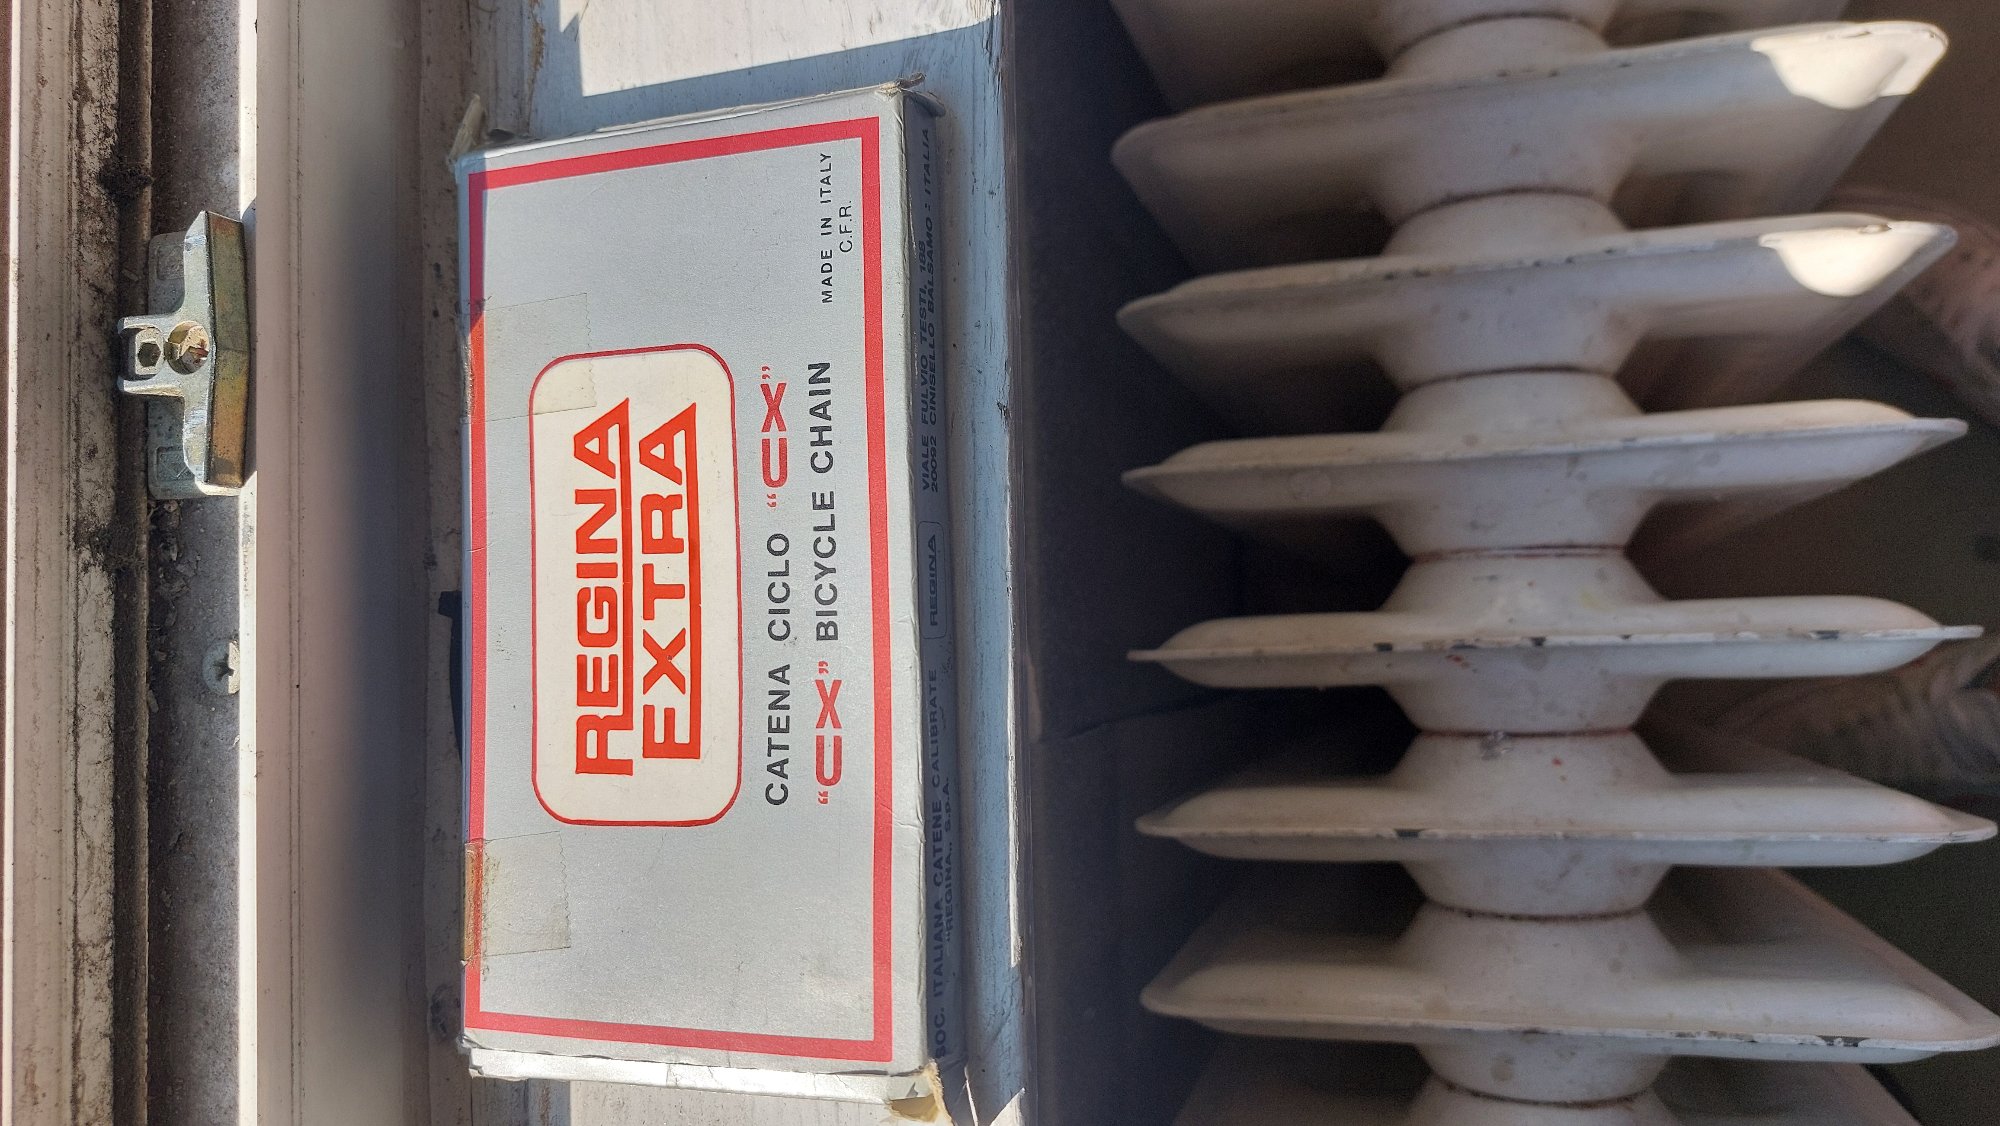 REGINA
EXTRA
CATENA CICLO "CX"
"CX" BICYCLE CHAIN
MADE IN ITALY
C.F.R.
SOC. ITALIANA CATENE CALIBRATE
"REGINA" S.P.A.
REGINA
VIALE FULVIO TESTI, 188
20092 CINISELLO BALSAMO : ITALIA